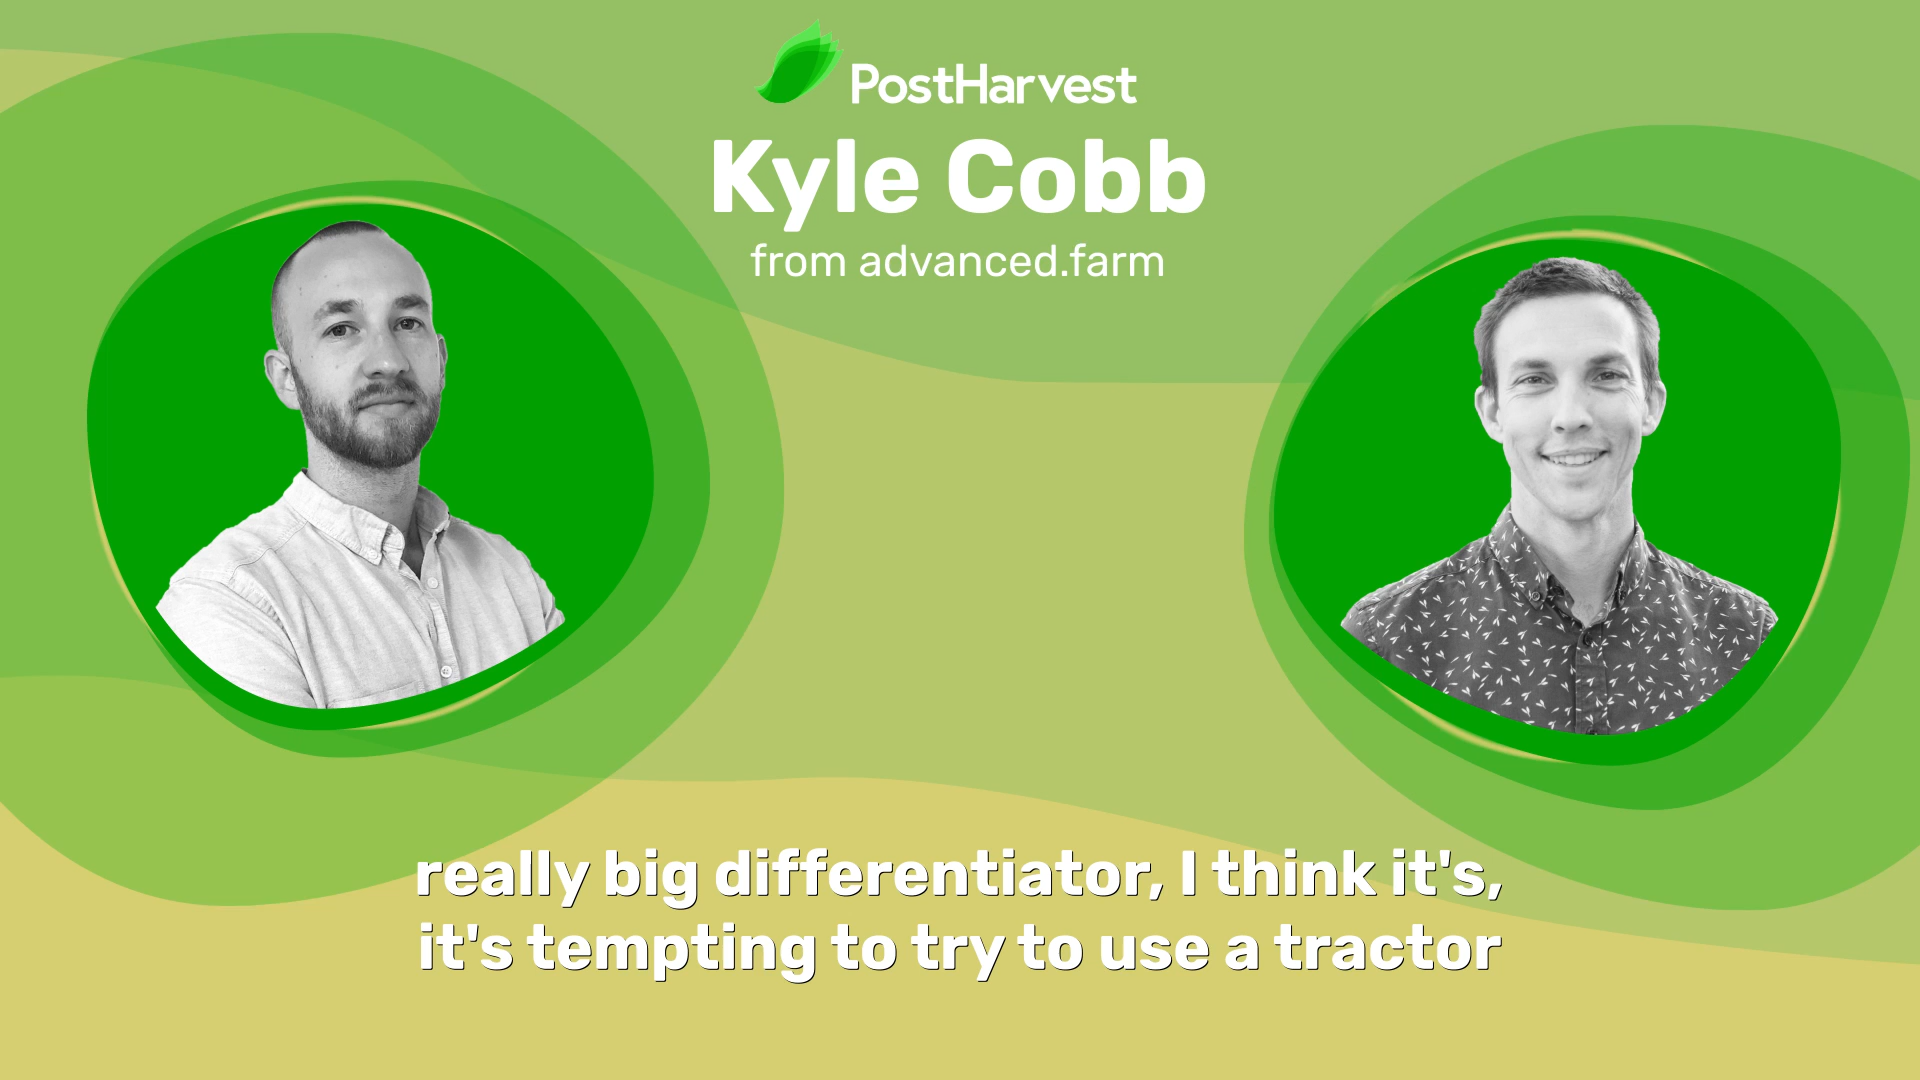 PostHarvest
Kyle Cobb
from advanced.farm
really big differentiator, I think it's,
it's tempting to try to use a tractor